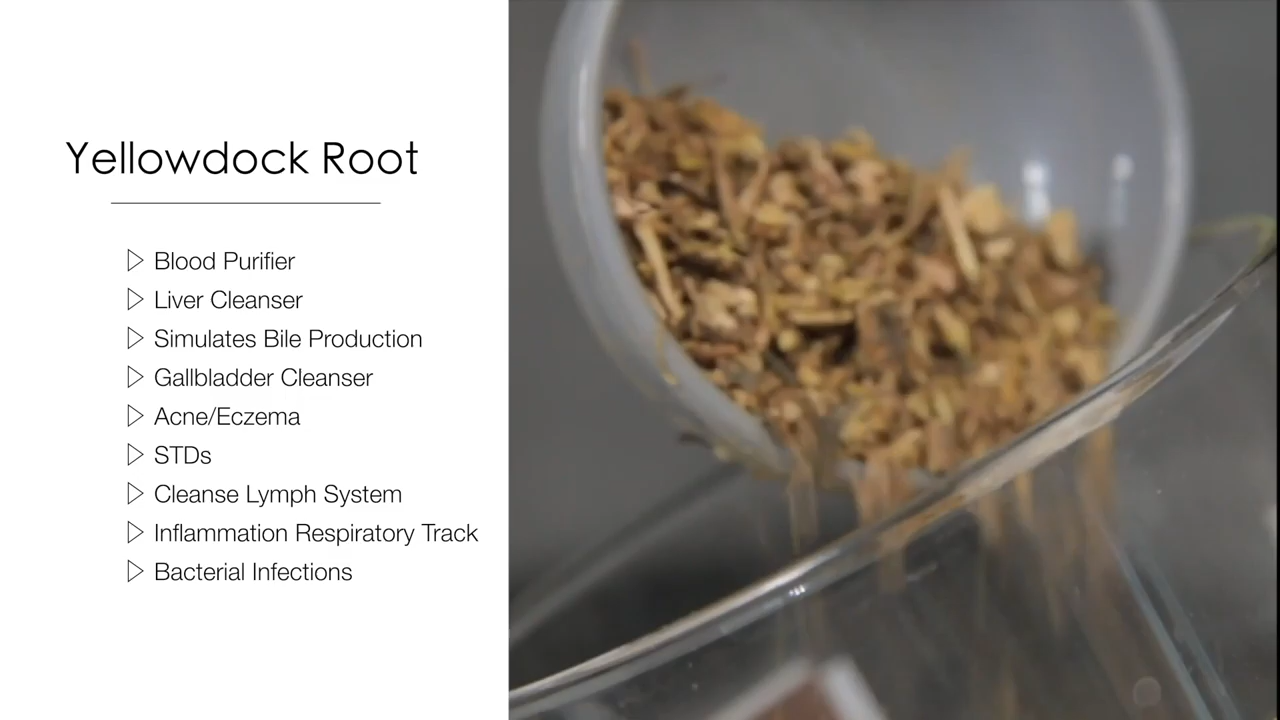 Yellowdock Root
Blood Purifier
Liver Cleanser
Simulates Bile Production
Gallbladder Cleanser
Acne/Eczema
STDs
Cleanse Lymph System
Inflammation Respiratory Track
Bacterial Infections